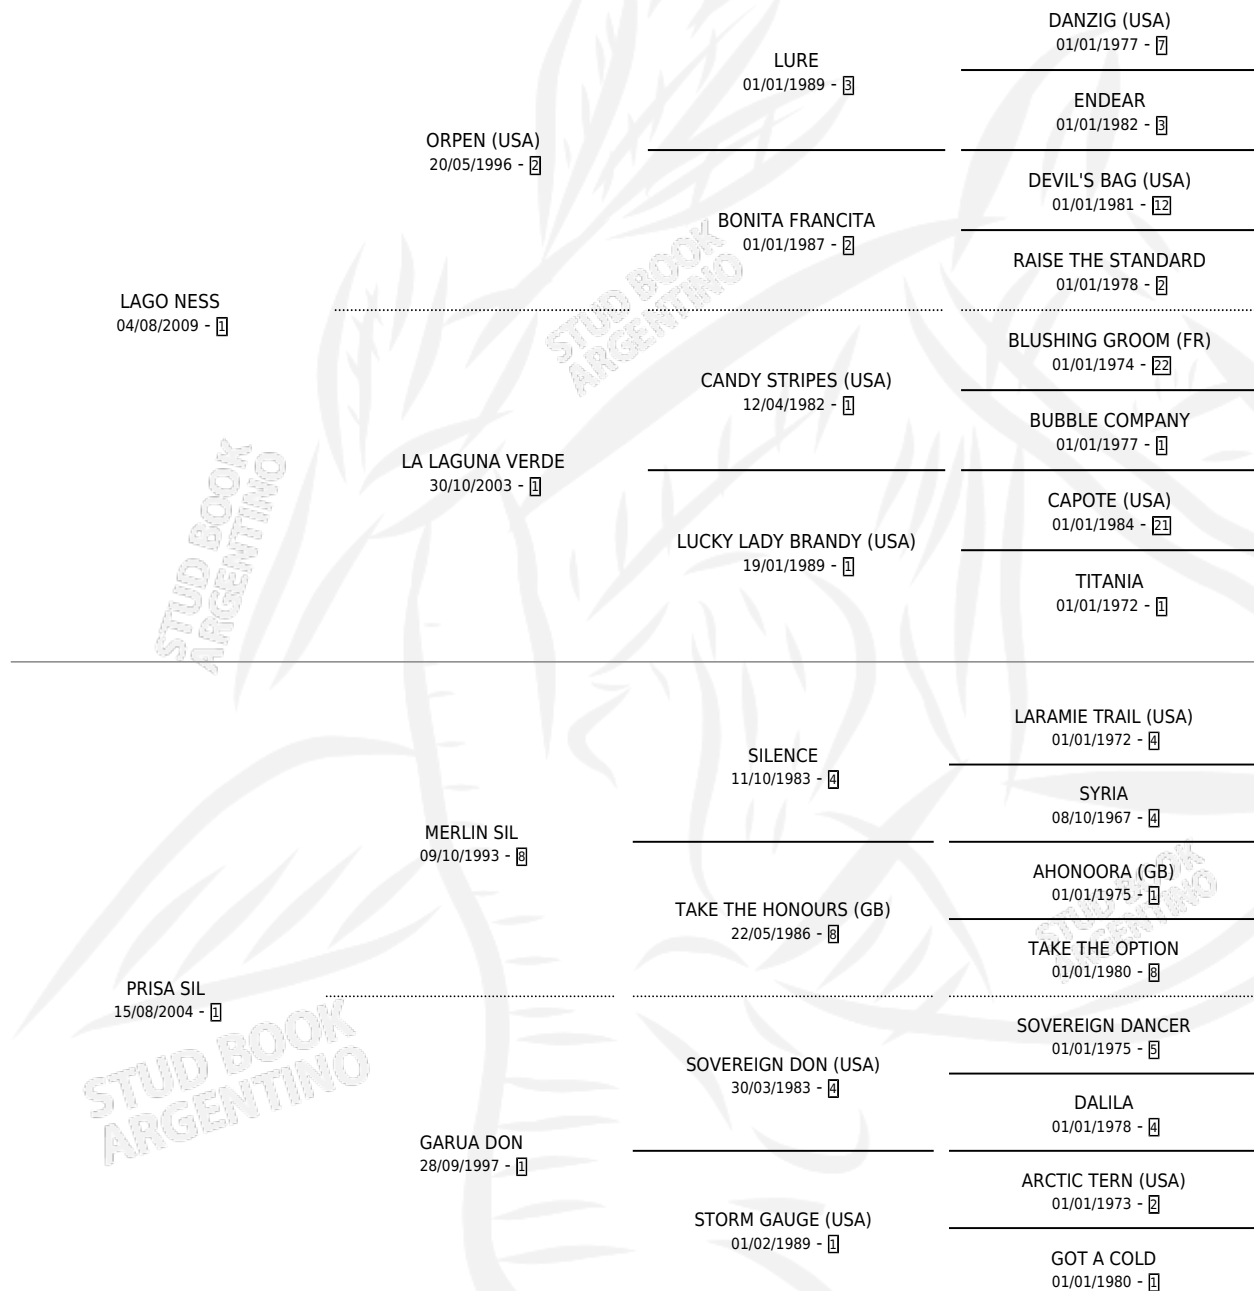 DANZIG (USA)
01/01/1977 - 7
LURE
01/01/1989 - 3
ENDEAR
01/01/1982 - 3
ORPEN (USA)
20/05/1996 - 2
DEVIL'S BAG (USA)
01/01/1981 - 12
BONITA FRANCITA
01/01/1987 - 2
RAISE THE STANDARD
01/01/1978 - 2
LAGO NESS
04/08/2009 - 1
BLUSHING GROOM (FR)
01/01/1974 - 22
CANDY STRIPES (USA)
12/04/1982 - 1
BUBBLE COMPANY
01/01/1977 - 1
LA LAGUNA VERDE
30/10/2003 - 1
CAPOTE (USA)
01/01/1984 - 21
LUCKY LADY BRANDY (USA)
19/01/1989 - 1
TITANIA
01/01/1972 - 1
STUD BOOK
ARGENTINO
STUD BOOK
ARGENTINO
LARAMIE TRAIL (USA)
01/01/1972 - 4
SILENCE
11/10/1983 - 4
SYRIA
08/10/1967 - 4
MERLIN SIL
09/10/1993 - 8
AHONOORA (GB)
01/01/1975 - 1
TAKE THE HONOURS (GB)
22/05/1986 - 8
TAKE THE OPTION
01/01/1980 - 8
PRISA SIL
15/08/2004 - 1
SOVEREIGN DANCER
01/01/1975 - 5
SOVEREIGN DON (USA)
30/03/1983 - 4
DALILA
01/01/1978 - 4
GARUA DON
28/09/1997 - 1
ARCTIC TERN (USA)
01/01/1973 - 2
STORM GAUGE (USA)
01/02/1989 - 1
GOT A COLD
01/01/1980 - 1
STUD BOOK
ARGENTINO
STUD BOOK
ARGENTINO